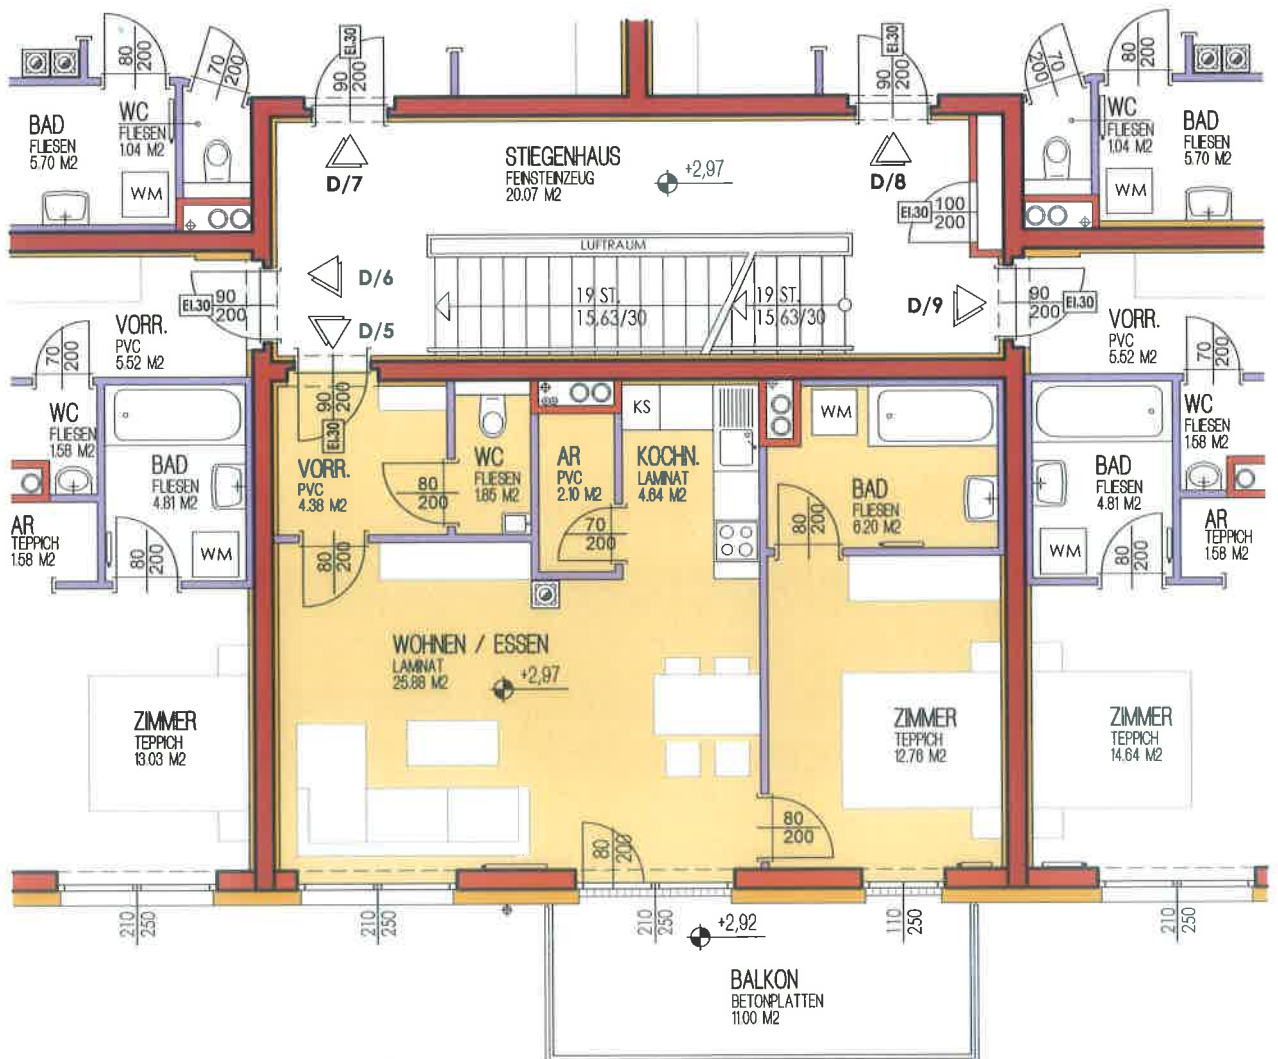 80
200
70
200
EI.30
90
200
EI.30
90
200
70
200
80
200
BAD
FLIESEN
5.70 M2
WC
FLIESEN
1.04 M2
WM
D/7
STIEGENHAUS
FEINSTEINZEUG
20.07 M2
+2,97
D/8
EI.30
100
200
WC
FLIESEN
1.04 M2
BAD
FLIESEN
5.70 M2
WM
LUFTRAUM
D/6
D/5
19 ST.
15,63/30
19 ST.
15,63/30
D/9
EI.30
90
200
90
200
EI.30
VORR.
PVC
5.52 M2
VORR.
PVC
5.52 M2
70
200
70
200
WC
FLIESEN
1.58 M2
BAD
FLIESEN
4.81 M2
AR
TEPPICH
1.58 M2
80
200
WM
90
200
EI.30
VORR.
PVC
4.38 M2
80
200
80
200
WC
FLIESEN
1.85 M2
AR
PVC
2.10 M2
70
200
KS
KOCHN.
LAMINAT
4.64 M2
WM
BAD
FLIESEN
6.20 M2
80
200
BAD
FLIESEN
4.81 M2
WM
80
200
WC
FLIESEN
1.58 M2
AR
TEPPICH
1.58 M2
WOHNEN / ESSEN
LAMINAT
25.88 M2
+2,97
ZIMMER
TEPPICH
13.03 M2
ZIMMER
TEPPICH
12.76 M2
ZIMMER
TEPPICH
14.64 M2
80
200
80
200
210
250
210
250
210
250
110
250
210
250
+2,92
BALKON
BETONPLATTEN
11.00 M2